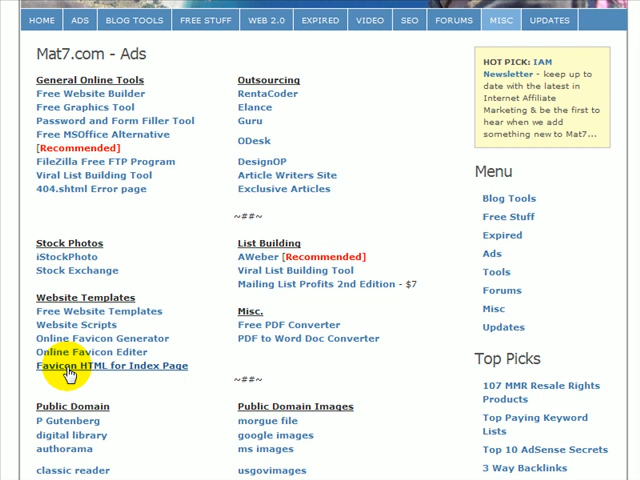 HOME ADS BLOG TOOLS FREE STUFF WEB 2.0 EXPIRED VIDEO SEO FORUMS MISC UPDATES
Mat7.com - Ads
General Online Tools
Free Website Builder
Free Graphics Tool
Password and Form Filler Tool
Free MSOffice Alternative
[Recommended]
FileZilla Free FTP Program
Viral List Building Tool
404.shtml Error page
Outsourcing
RentaCoder
Elance
Guru
ODesk
DesignOP
Article Writers Site
Exclusive Articles
~##~
Stock Photos
iStockPhoto
Stock Exchange
List Building
AWeber [Recommended]
Viral List Building Tool
Mailing List Profits 2nd Edition - $7
Website Templates
Free Website Templates
Website Scripts
Online Favicon Generator
Online Favicon Editer
Favicon HTML for Index Page
Misc.
Free PDF Converter
PDF to Word Doc Converter
~##~
Public Domain
P Gutenberg
digital library
authorama
classic reader
Public Domain Images
morgue file
google images
ms images
usgovimages
HOT PICK: IAM
Newsletter - keep up
to date with the latest in
Internet Affiliate
Marketing & be the first to
hear when we add
something new to Mat7...
Menu
Blog Tools
Free Stuff
Expired
Ads
Tools
Forums
Misc
Updates
Top Picks
107 MMR Resale Rights
Products
Top Paying Keyword
Lists
Top 10 AdSense Secrets
3 Way Backlinks